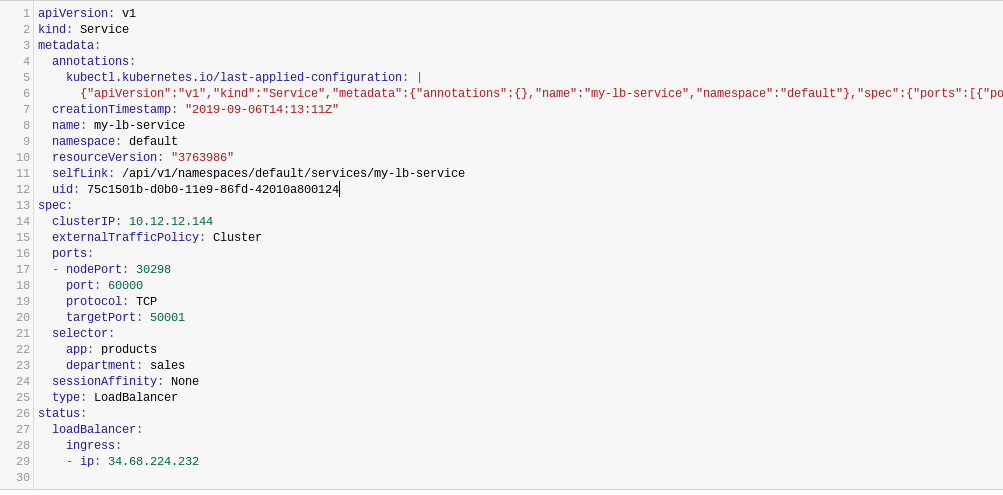 1 apiVersion: v1
2 kind: Service
3 metadata:
4   annotations:
5     kubectl.kubernetes.io/last-applied-configuration: |
6       {"apiVersion":"v1","kind":"Service","metadata":{"annotations":{},"name":"my-lb-service","namespace":"default"},"spec":{"ports":[{"po
7   creationTimestamp: "2019-09-06T14:13:11Z"
8   name: my-lb-service
9   namespace: default
10   resourceVersion: "3763986"
11   selfLink: /api/v1/namespaces/default/services/my-lb-service
12   uid: 75c1501b-d0b0-11e9-86fd-42010a800124
13 spec:
14   clusterIP: 10.12.12.144
15   externalTrafficPolicy: Cluster
16   ports:
17   - nodePort: 30298
18     port: 60000
19     protocol: TCP
20     targetPort: 50001
21   selector:
22     app: products
23     department: sales
24   sessionAffinity: None
25   type: LoadBalancer
26 status:
27   loadBalancer:
28     ingress:
29     - ip: 34.68.224.232
30